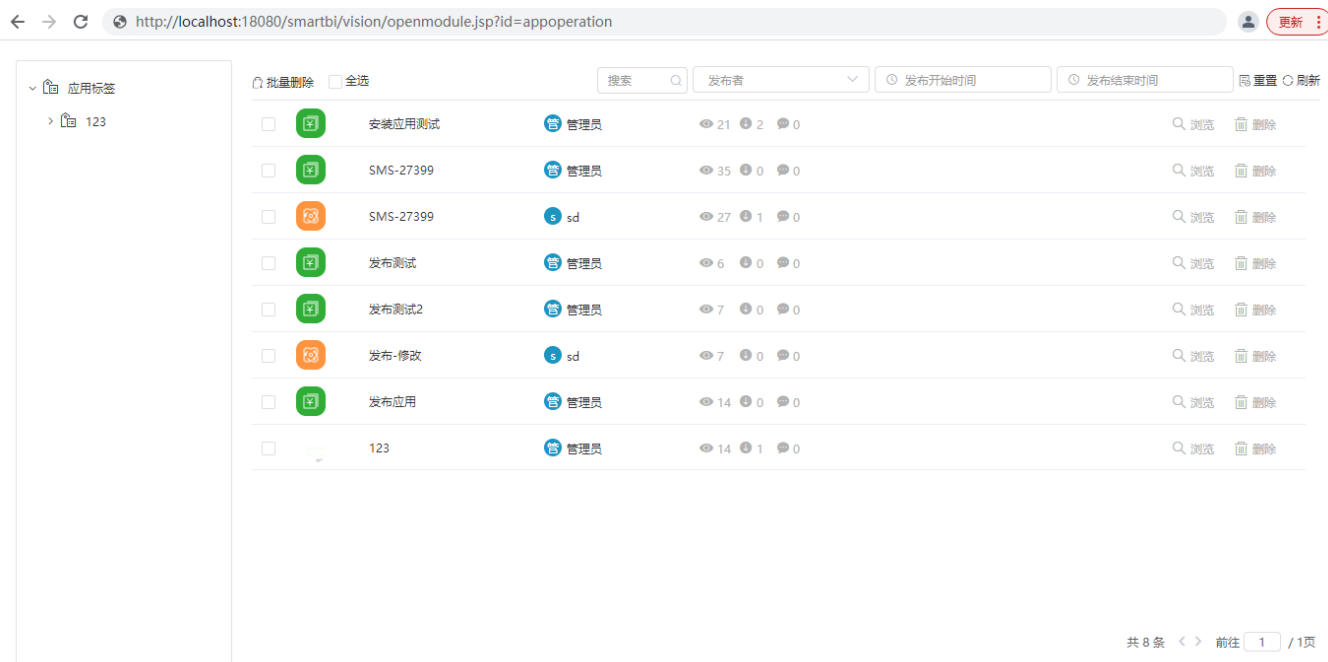 http://localhost:18080/smartbi/vision/openmodule.jsp?id=appoperation 更新
应用标签
123
批量删除 全选 搜索 发布者 发布开始时间 发布结束时间 重置 刷新
安装应用测试 管 管理员 21 2 0 浏览 删除
SMS-27399 管 管理员 35 0 0 浏览 删除
SMS-27399 s sd 27 1 0 浏览 删除
发布测试 管 管理员 6 0 0 浏览 删除
发布测试2 管 管理员 7 0 0 浏览 删除
发布-修改 s sd 7 0 0 浏览 删除
发布应用 管 管理员 14 0 0 浏览 删除
123 管 管理员 14 1 0 浏览 删除
共 8 条 前往 1 / 1页